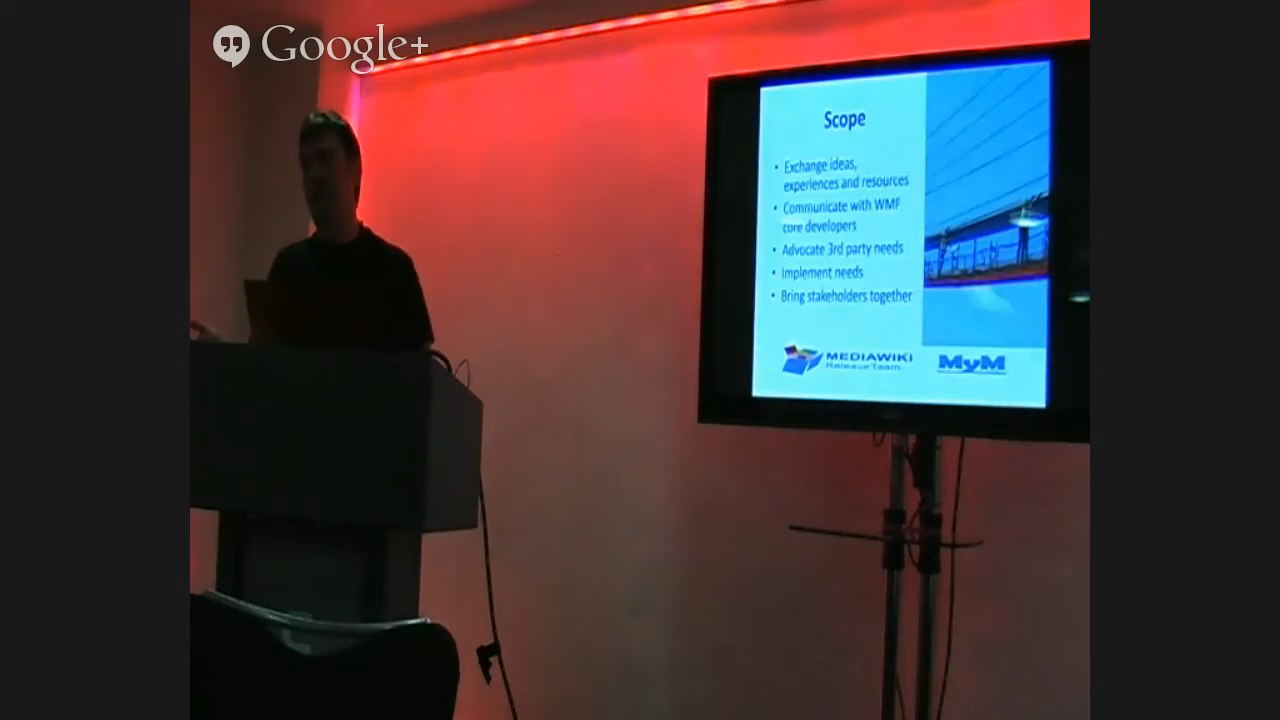 Google+
Scope
• Exchange ideas,
experiences and resources
• Communicate with WMF
core developers
• Advocate 3rd party needs
• Implement needs
• Bring stakeholders together
MEDIAWIKI
Release Team
MyM